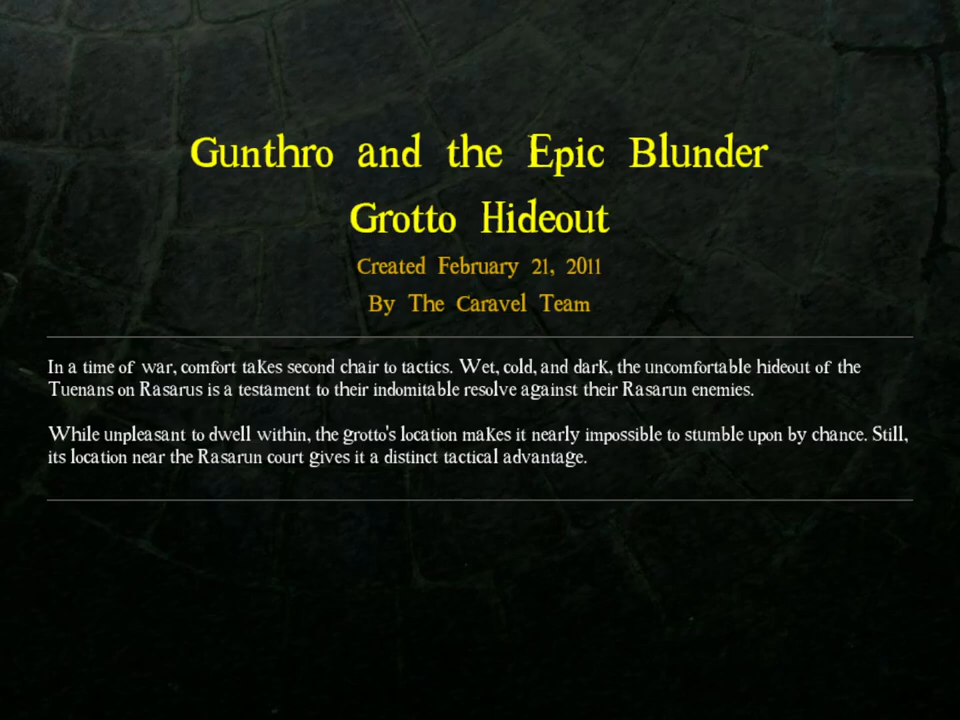 Gunthro and the Epic Blunder
Grotto Hideout
Created February 21, 2011
By The Caravel Team
In a time of war, comfort takes second chair to tactics. Wet, cold, and dark, the uncomfortable hideout of the
Tuenans on Rasarus is a testament to their indomitable resolve against their Rasarun enemies.
While unpleasant to dwell within, the grotto's location makes it nearly impossible to stumble upon by chance. Still,
its location near the Rasarun court gives it a distinct tactical advantage.